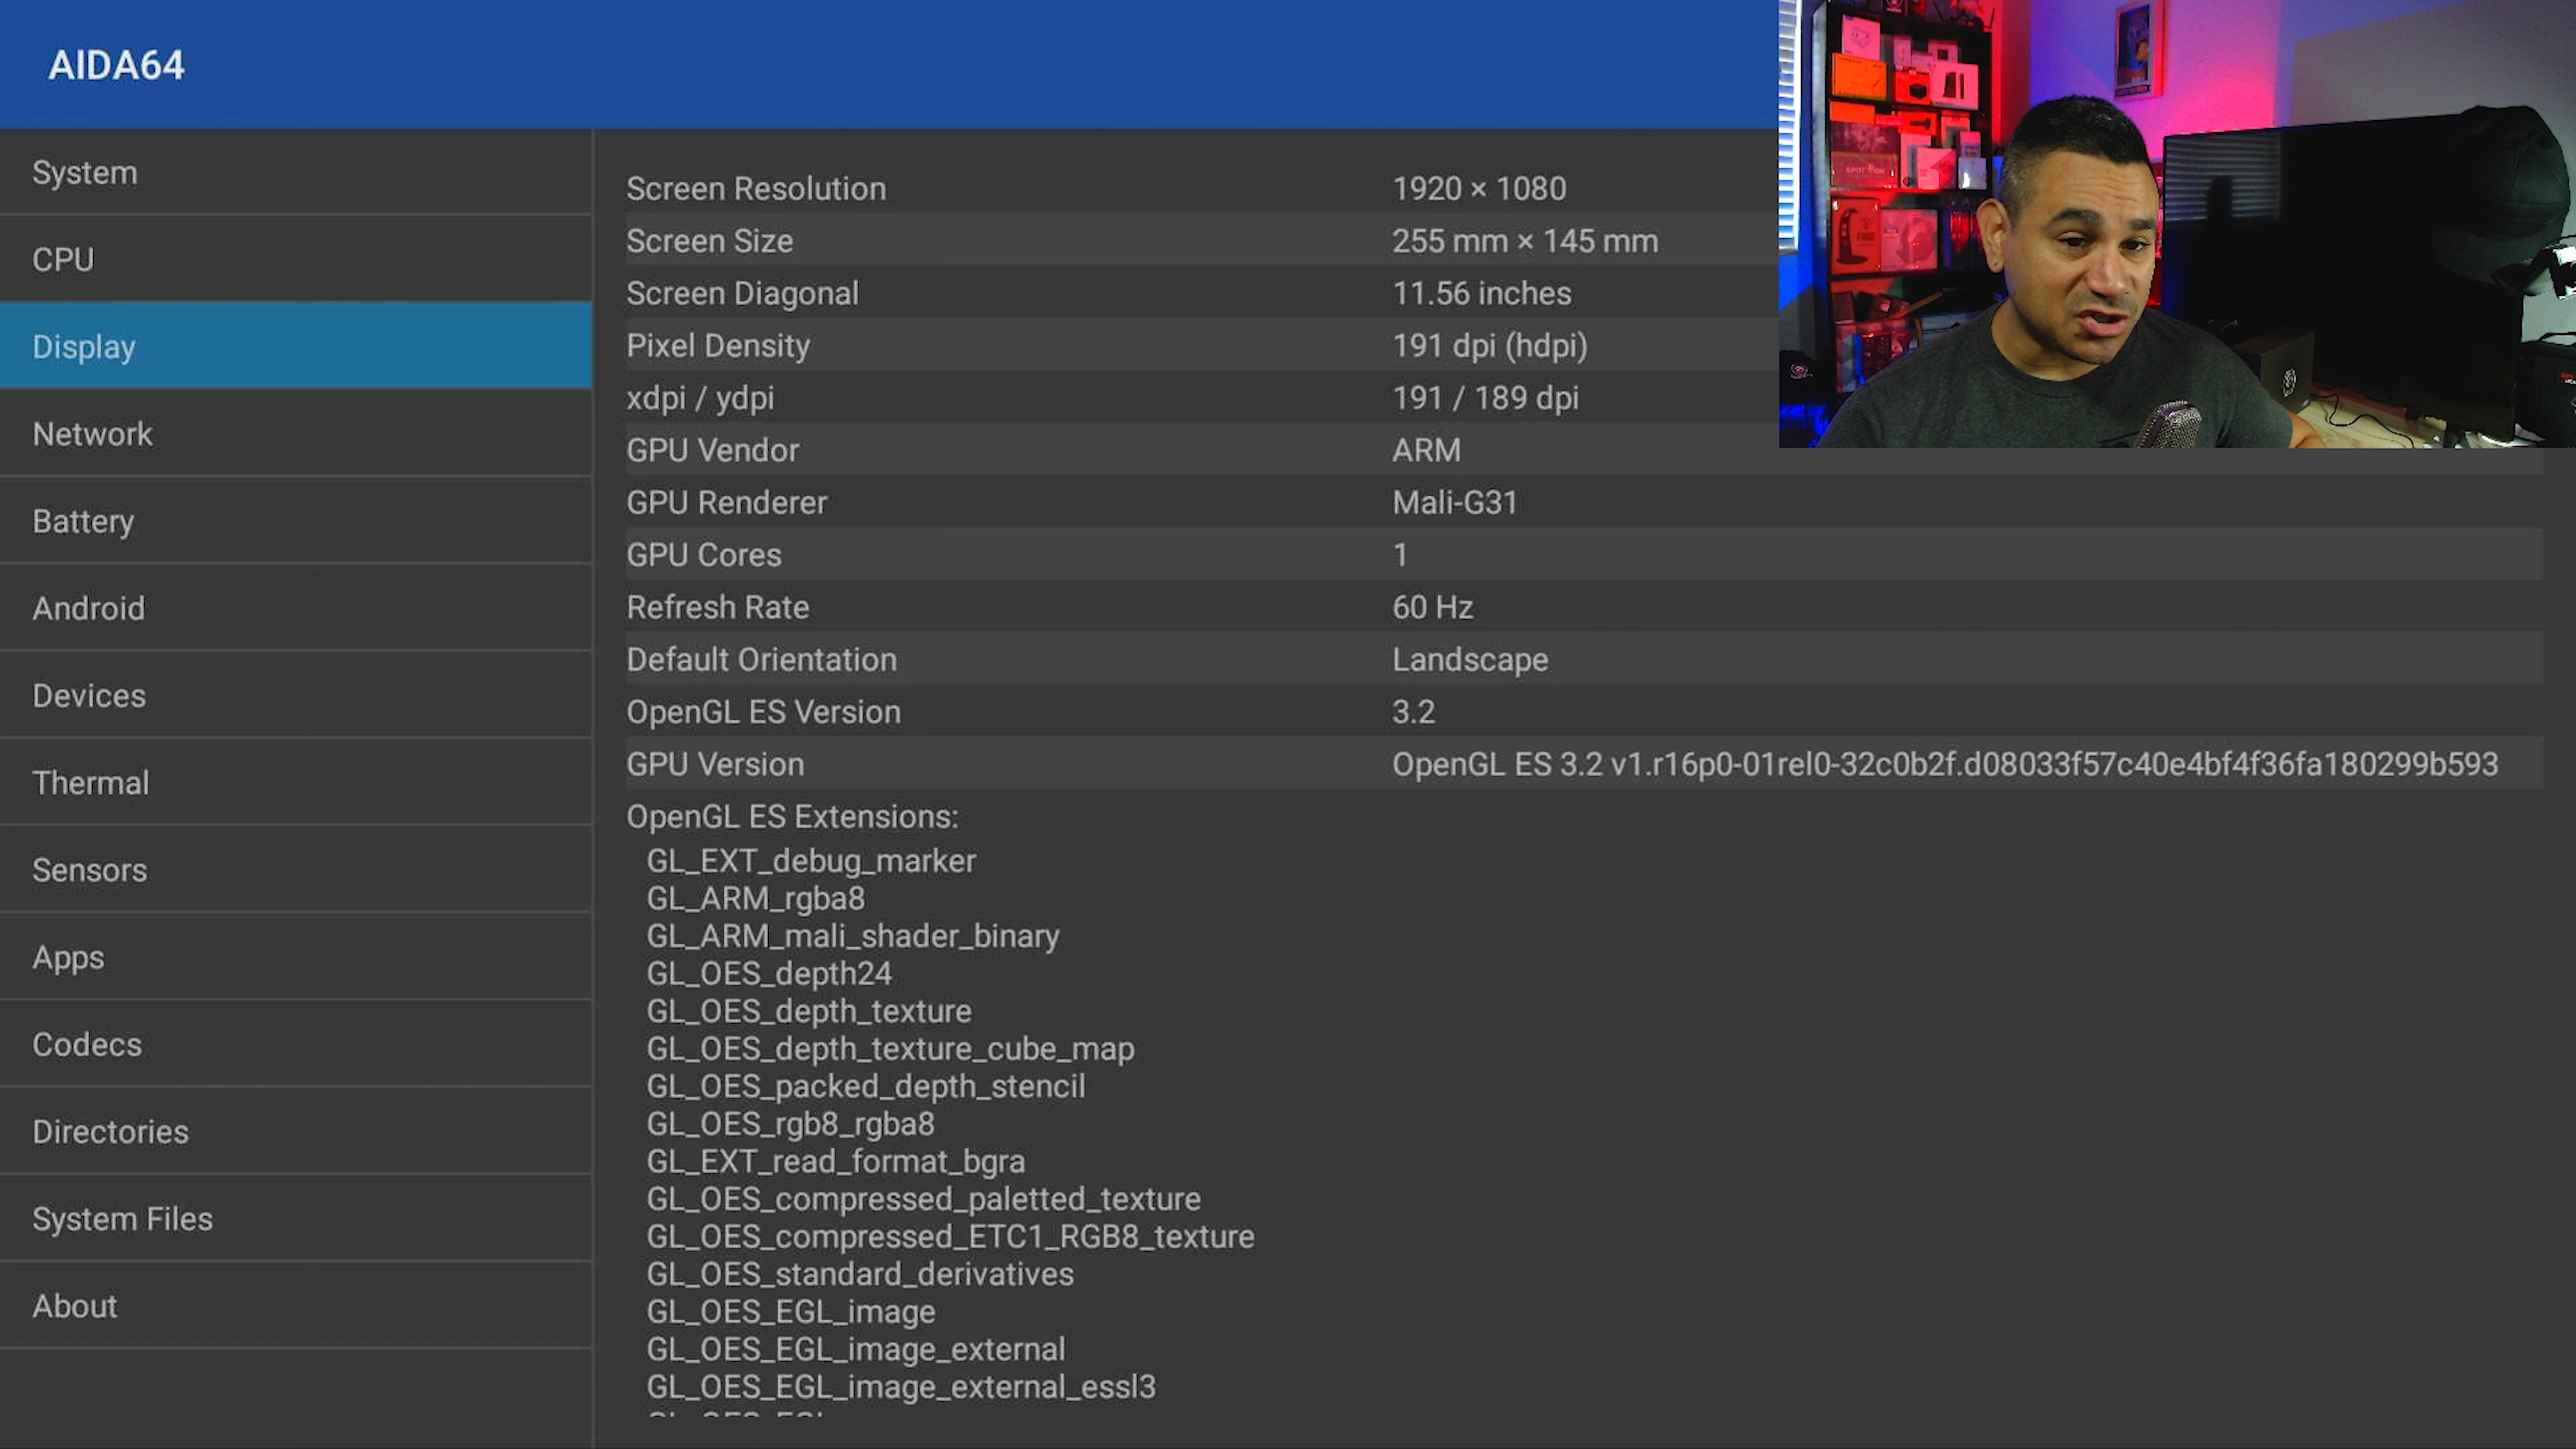 AIDA64
System
CPU
Display
Network
Battery
Android
Devices
Thermal
Sensors
Apps
Codecs
Directories
System Files
About
Screen Resolution 1920 × 1080
Screen Size 255 mm × 145 mm
Screen Diagonal 11.56 inches
Pixel Density 191 dpi (hdpi)
xdpi / ydpi 191 / 189 dpi
GPU Vendor ARM
GPU Renderer Mali-G31
GPU Cores 1
Refresh Rate 60 Hz
Default Orientation Landscape
OpenGL ES Version 3.2
GPU Version OpenGL ES 3.2 v1.r16p0-01rel0-32c0b2f.d08033f57c40e4bf4f36fa180299b593
OpenGL ES Extensions:
GL_EXT_debug_marker
GL_ARM_rgba8
GL_ARM_mali_shader_binary
GL_OES_depth24
GL_OES_depth_texture
GL_OES_depth_texture_cube_map
GL_OES_packed_depth_stencil
GL_OES_rgb8_rgba8
GL_EXT_read_format_bgra
GL_OES_compressed_paletted_texture
GL_OES_compressed_ETC1_RGB8_texture
GL_OES_standard_derivatives
GL_OES_EGL_image
GL_OES_EGL_image_external
GL_OES_EGL_image_external_essl3